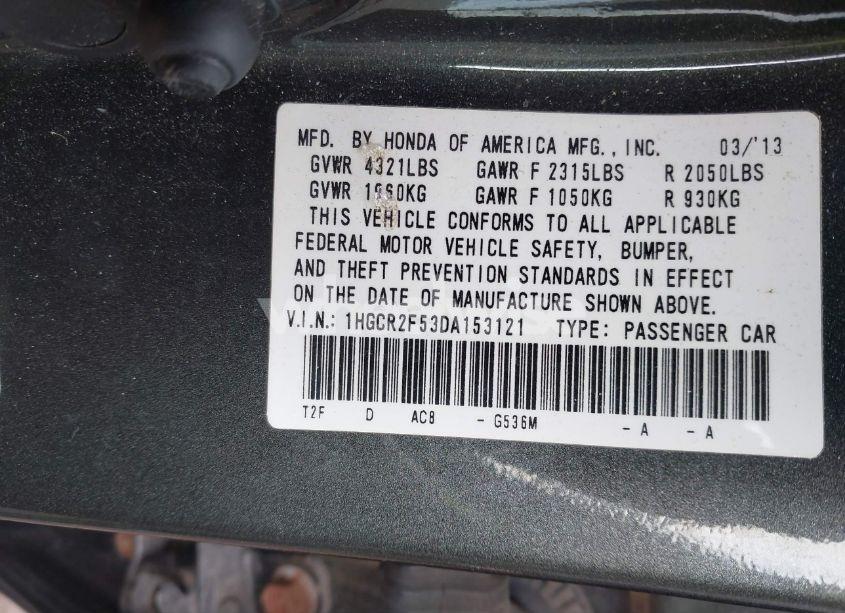 MFD. BY HONDA OF AMERICA MFG., INC. 03/'13
GVWR 4321LBS GAWR F 2315LBS R 2050LBS
GVWR 1960KG GAWR F 1050KG R 930KG
THIS VEHICLE CONFORMS TO ALL APPLICABLE
FEDERAL MOTOR VEHICLE SAFETY, BUMPER,
AND THEFT PREVENTION STANDARDS IN EFFECT
ON THE DATE OF MANUFACTURE SHOWN ABOVE.
V.I.N.: 1HGCR2F53DA153121 TYPE: PASSENGER CAR
T2F D AC8 - G536M - A - A